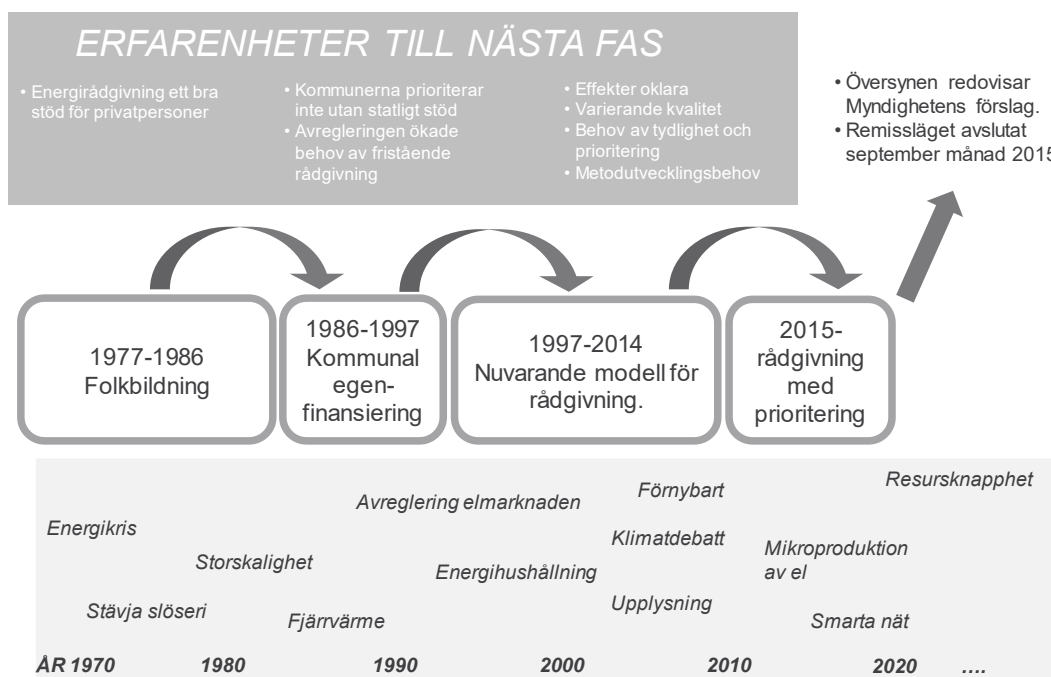 ERFARENHETER TILL NÄSTA FAS
• Energirådgivning ett bra
stöd för privatpersoner
• Kommunerna prioriterar
inte utan statligt stöd
• Avregleringen ökade
behov av fristående
rådgivning
• Effekter oklara
• Varierande kvalitet
• Behov av tydlighet och
prioritering
• Metodutvecklingsbehov
• Översynen redovisar
Myndighetens förslag.
• Remissläget avslutat
september månad 2015
1977-1986
Folkbildning
1986-1997
Kommunal
egen-
finansiering
1997-2014
Nuvarande modell för
rådgivning.
2015-
rådgivning
med
prioritering
Energikris
Stävja slöseri
Storskalighet
Fjärrvärme
Avreglering elmarknaden
Energihushållning
Förnybart
Klimatdebatt
Upplysning
Mikroproduktion
av el
Smarta nät
Resursknapphet
ÅR 1970 1980 1990 2000 2010 2020 ....